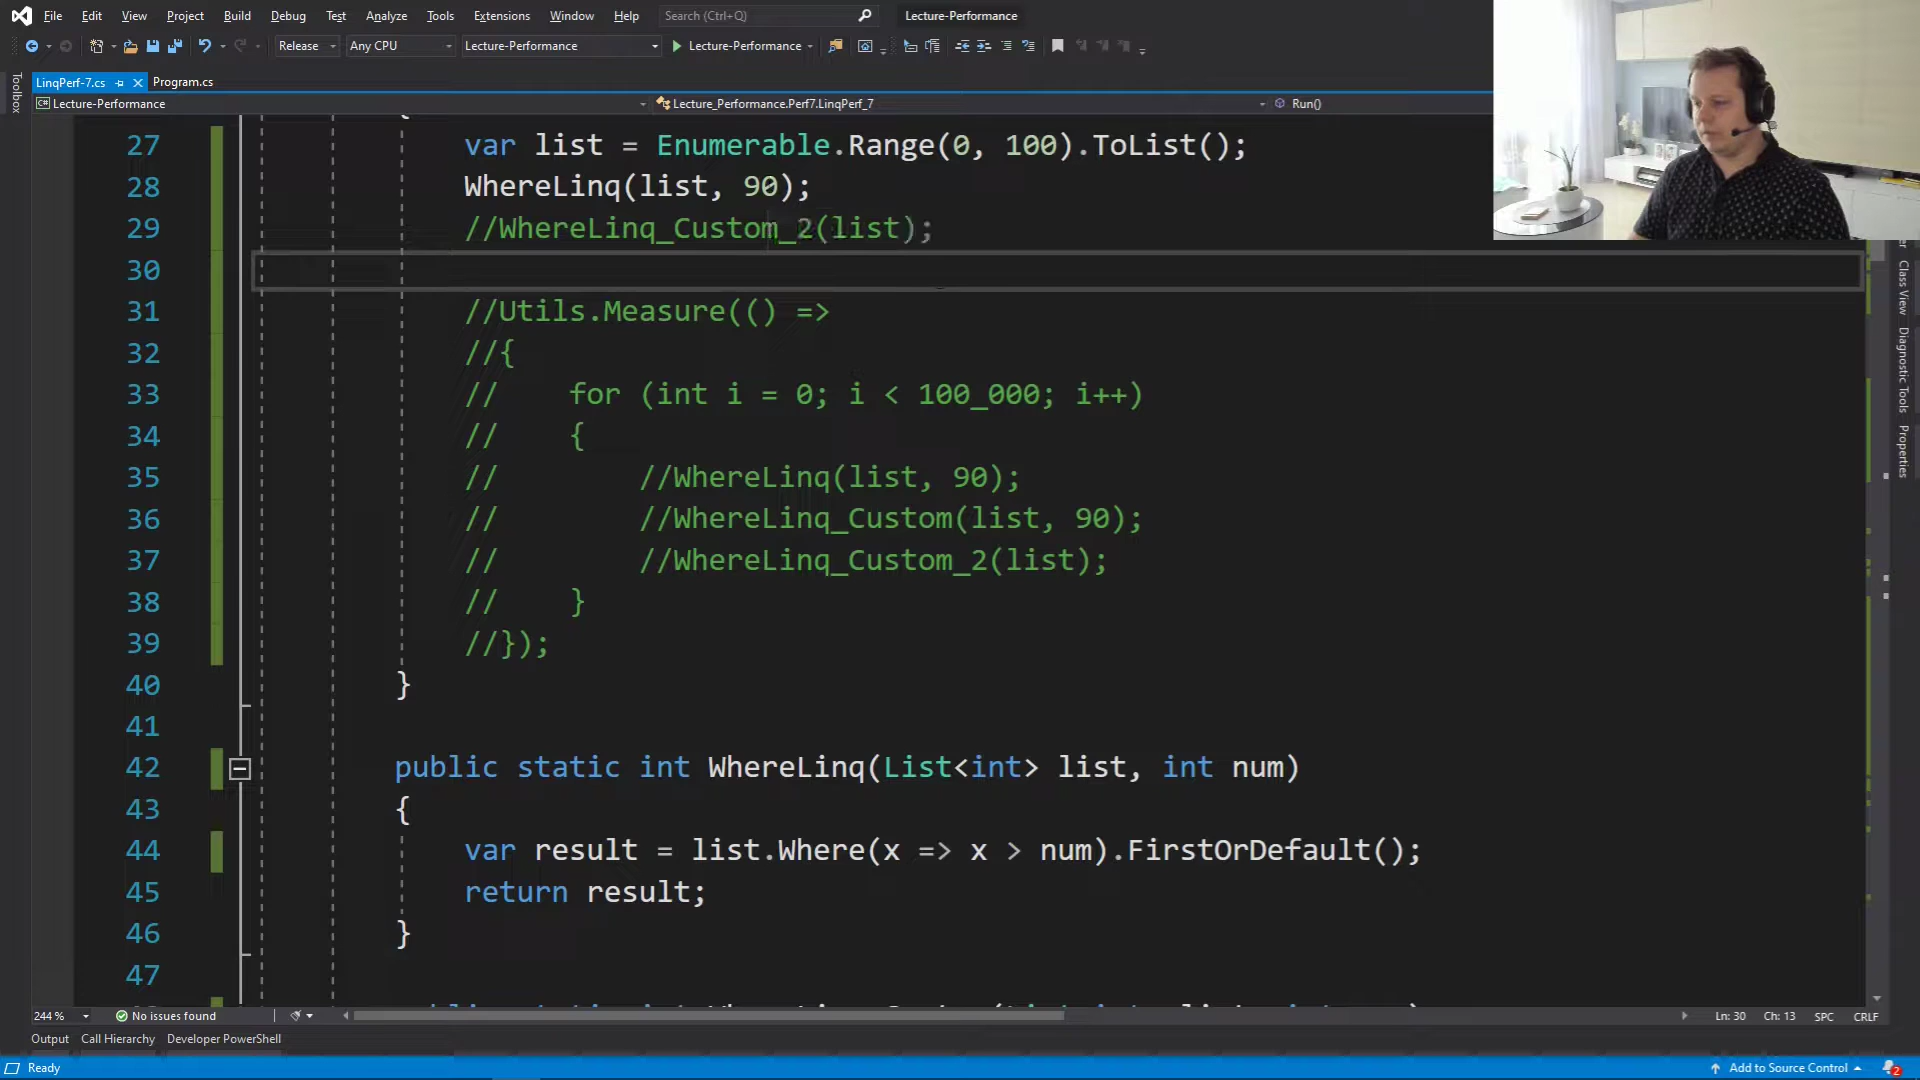 File Edit View Project Build Debug Test Analyze Tools Extensions Window Help Search (Ctrl+Q) Lecture-Performance
Release Any CPU Lecture-Performance Lecture-Performance
LinqPerf-7.cs Program.cs
Toolbox
Lecture-Performance Lecture_Performance.Perf7.LinqPerf_7 Run()
27 var list = Enumerable.Range(0, 100).ToList();
28 WhereLinq(list, 90);
29 //WhereLinq_Custom_2(list);
30
31 //Utils.Measure(() =>
32 //{
33 // for (int i = 0; i < 100_000; i++)
34 // {
35 // //WhereLinq(list, 90);
36 // //WhereLinq_Custom(list, 90);
37 // //WhereLinq_Custom_2(list);
38 // }
39 //});
40 }
41
42 public static int WhereLinq(List<int> list, int num)
43 {
44 var result = list.Where(x => x > num).FirstOrDefault();
45 return result;
46 }
47
Class View
Diagnostic Tools
Properties
244 % No issues found Ln: 30 Ch: 13 SPC CRLF
Output Call Hierarchy Developer PowerShell
Ready Add to Source Control 2